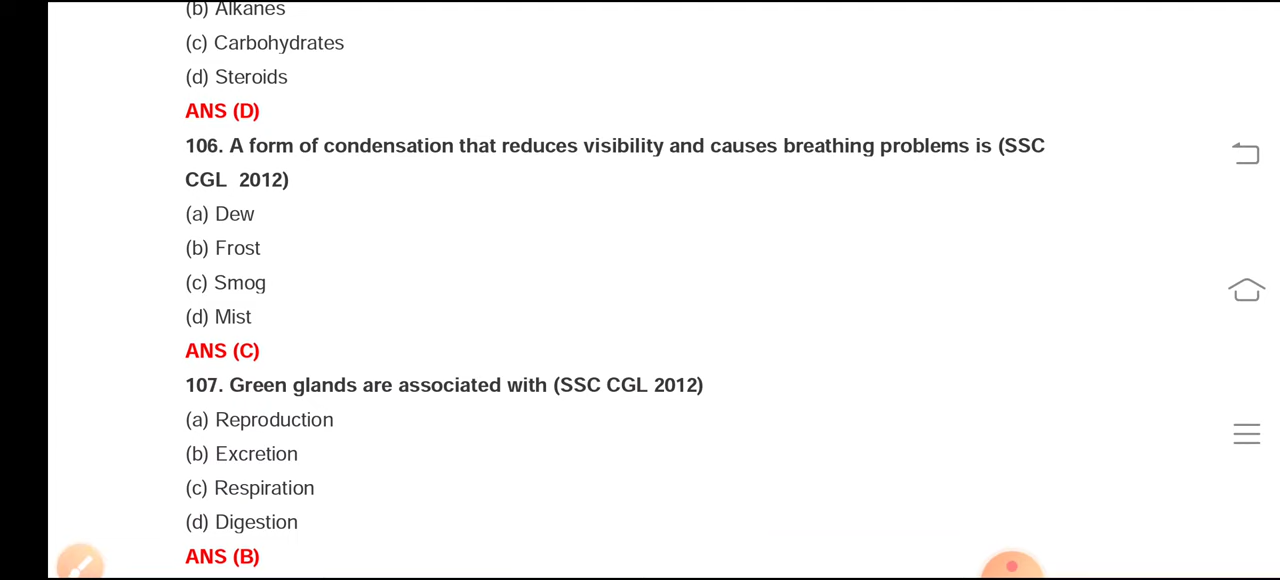 (b) Alkanes
(c) Carbohydrates
(d) Steroids
ANS (D)
106. A form of condensation that reduces visibility and causes breathing problems is (SSC
CGL  2012)
(a) Dew
(b) Frost
(c) Smog
(d) Mist
ANS (C)
107. Green glands are associated with (SSC CGL 2012)
(a) Reproduction
(b) Excretion
(c) Respiration
(d) Digestion
ANS (B)